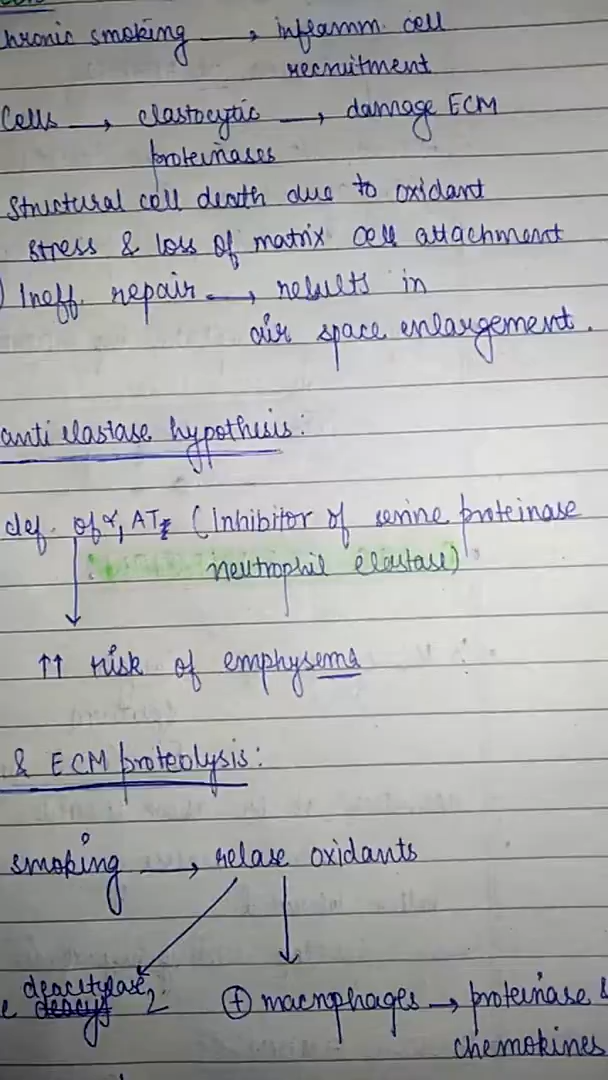 hronic smoking → inflamm. cell
recruitment
Cells → elastocytic → damage ECM
proteinases
Structural cell death due to oxidant
stress & loss of matrix cell attachment
) Ineff. repair → results in
air space enlargement.
anti elastase hypothesis:
def. of α1 AT (Inhibitor of serine proteinase
neutrophil elastase)
↑↑ risk of emphysema
& ECM proteolysis:
smoking → relase oxidants
deacetylase 2 ⊕ macrophages → proteinase &
chemokines